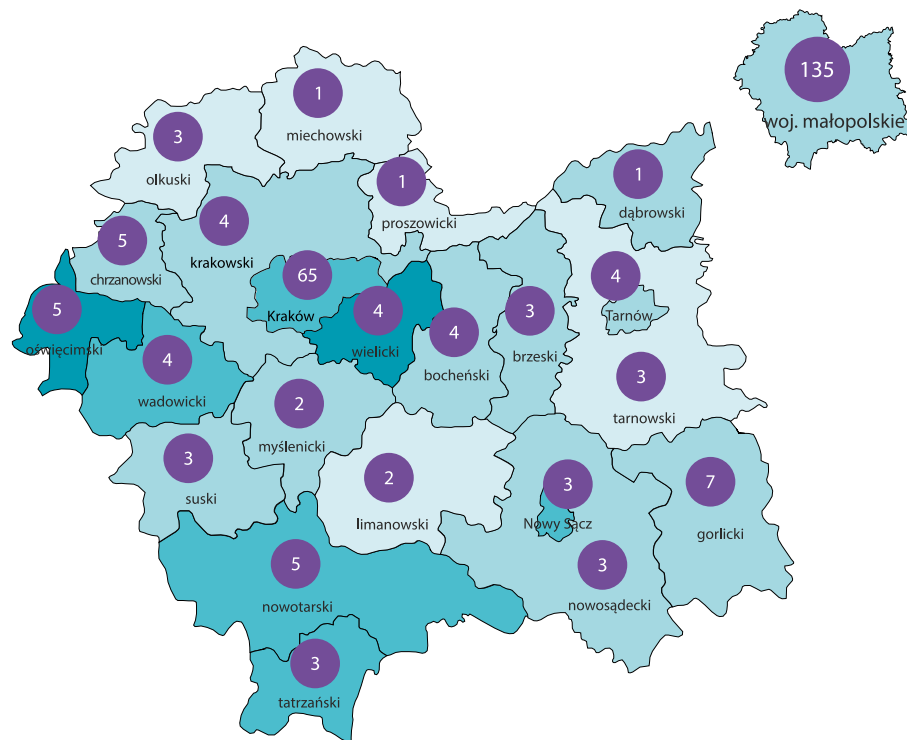 135
woj. małopolskie
1
miechowski
3
olkuski
1
proszowicki
1
dąbrowski
4
krakowski
5
chrzanowski
65
Kraków
4
Tarnów
5
oświęcimski
4
wielicki
4
bocheński
3
brzeski
4
wadowicki
3
tarnowski
2
myślenicki
3
suski
2
limanowski
3
Nowy Sącz
7
gorlicki
5
nowotarski
3
nowosądecki
3
tatrzański